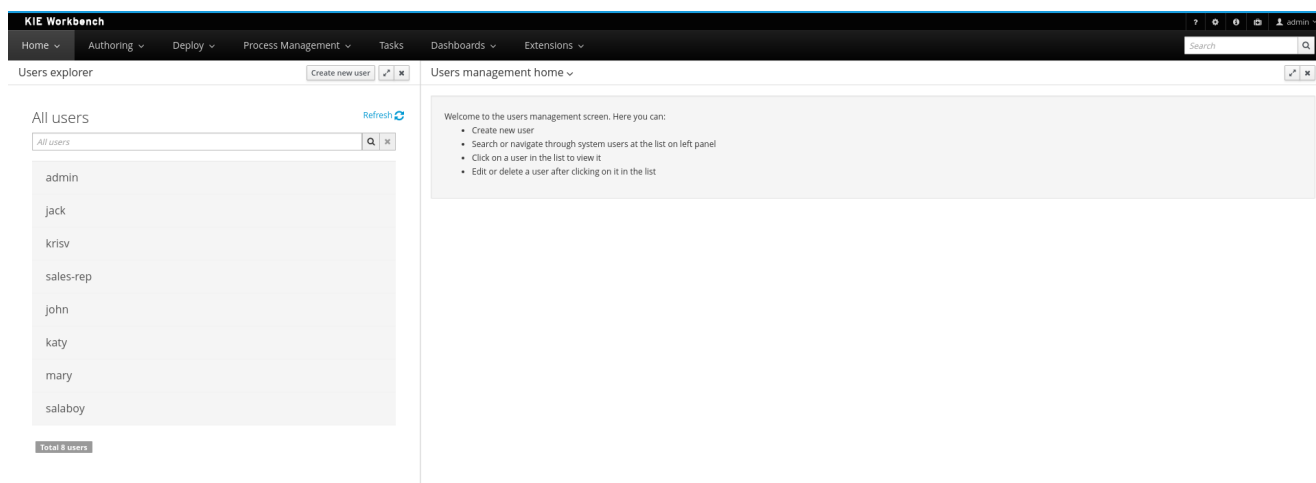 KIE Workbench
? admin
Home Authoring Deploy Process Management Tasks Dashboards Extensions Search
Users explorer Create new user
Users management home
All users Refresh
All users
admin
jack
krisv
sales-rep
john
katy
mary
salaboy
Total 8 users
Welcome to the users management screen. Here you can:
• Create new user
• Search or navigate through system users at the list on left panel
• Click on a user in the list to view it
• Edit or delete a user after clicking on it in the list